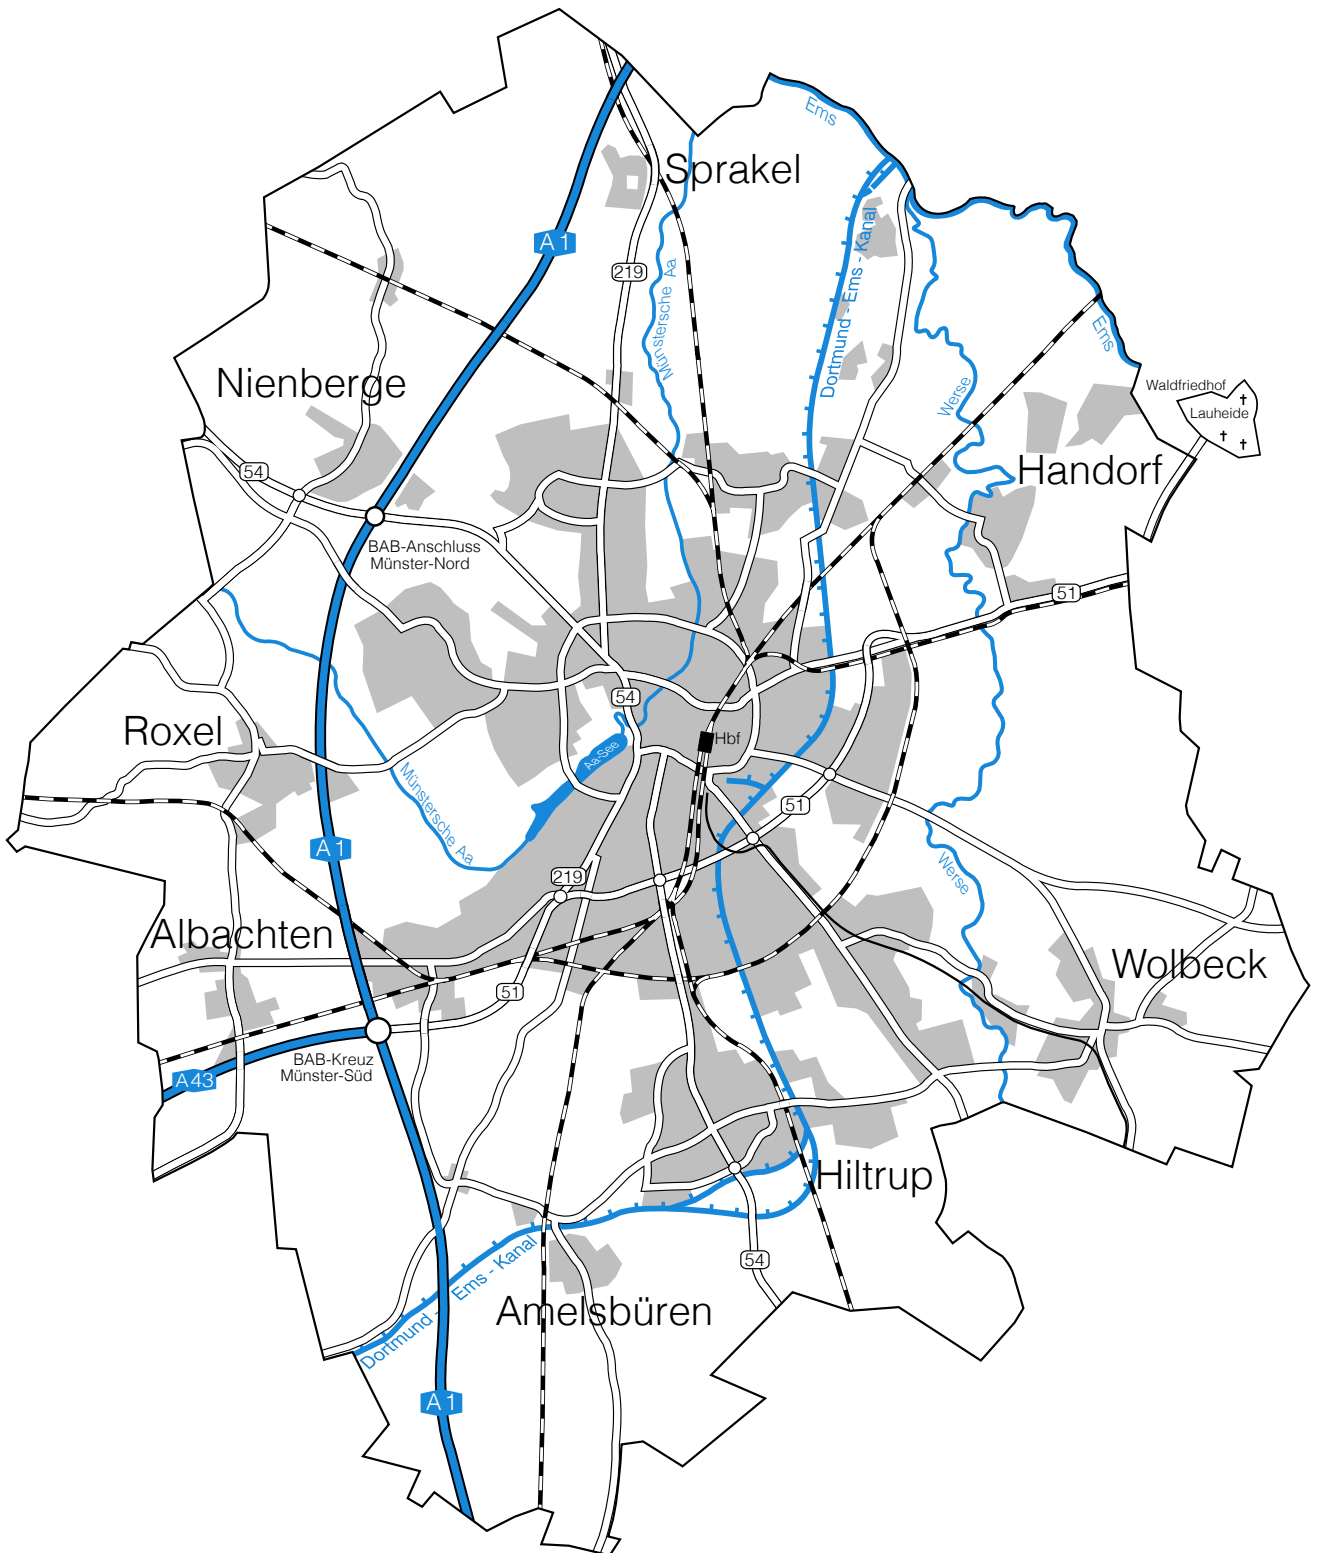 Ems
Sprakel
A 1
219
Münstersche Aa
Dortmund - Ems - Kanal
Ems
Nienberge
Werse
Waldfriedhof
Lauheide
54
Handorf
BAB-Anschluss
Münster-Nord
51
54
Roxel
Hbf
Aa-See
Münstersche Aa
51
A 1
219
Werse
Albachten
Wolbeck
51
BAB-Kreuz
Münster-Süd
A 43
Hiltrup
54
Dortmund - Ems - Kanal
Amelsbüren
A 1